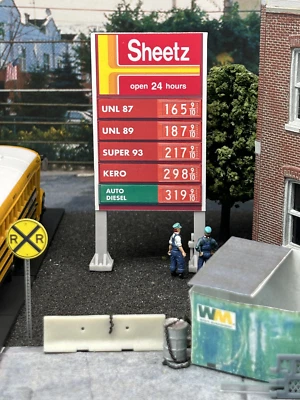 Sheetz
open 24 hours
UNL 87 165 9/10
UNL 89 187 9/10
SUPER 93 217 9/10
KERO 298 9/10
AUTO
DIESEL 319 9/10
R R
WM